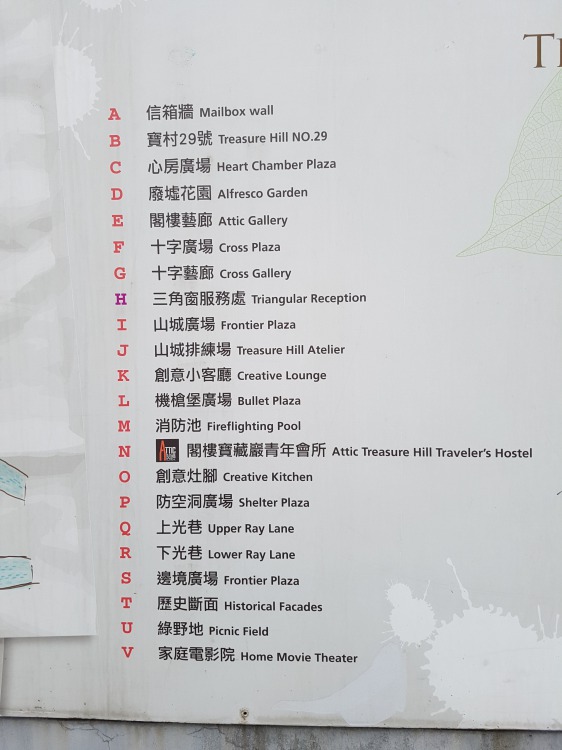 T
A 信箱牆 Mailbox wall
B 寶村29號 Treasure Hill NO.29
C 心房廣場 Heart Chamber Plaza
D 廢墟花園 Alfresco Garden
E 閣樓藝廊 Attic Gallery
F 十字廣場 Cross Plaza
G 十字藝廊 Cross Gallery
H 三角窗服務處 Triangular Reception
I 山城廣場 Frontier Plaza
J 山城排練場 Treasure Hill Atelier
K 創意小客廳 Creative Lounge
L 機槍堡廣場 Bullet Plaza
M 消防池 Fireflighting Pool
N ATTIC 閣樓寶藏巖青年會所 Attic Treasure Hill Traveler's Hostel
O 創意灶腳 Creative Kitchen
P 防空洞廣場 Shelter Plaza
Q 上光巷 Upper Ray Lane
R 下光巷 Lower Ray Lane
S 邊境廣場 Frontier Plaza
T 歷史斷面 Historical Facades
U 綠野地 Picnic Field
V 家庭電影院 Home Movie Theater